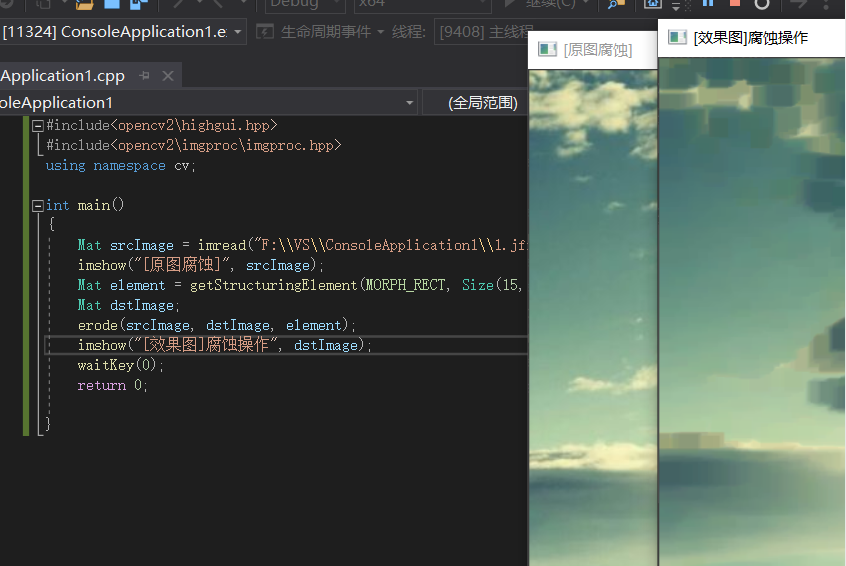 Debug x64 继续(C)
[11324] ConsoleApplication1.e 生命周期事件 线程: [9408] 主线程
[原图腐蚀] [效果图]腐蚀操作
Application1.cpp
oleApplication1 (全局范围)
#include<opencv2\highgui.hpp>
#include<opencv2\imgproc\imgproc.hpp>
using namespace cv;
int main()
{
Mat srcImage = imread("F:\\VS\\ConsoleApplication1\\1.jf
imshow("[原图腐蚀]", srcImage);
Mat element = getStructuringElement(MORPH_RECT, Size(15,
Mat dstImage;
erode(srcImage, dstImage, element);
imshow("[效果图]腐蚀操作", dstImage);
waitKey(0);
return 0;
}